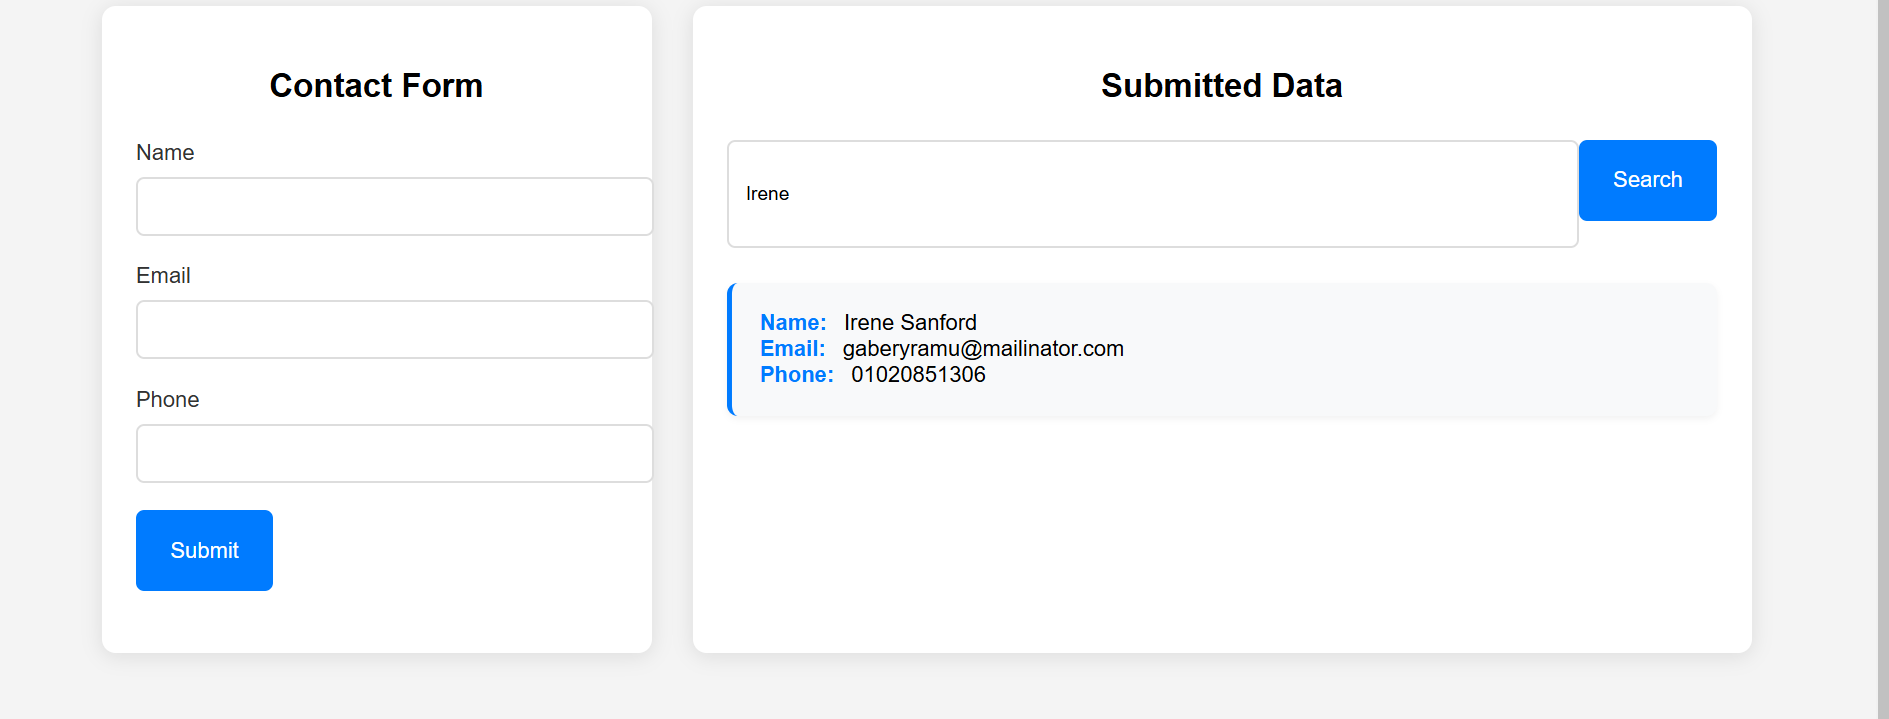 Contact Form
Name
Email
Phone
Submit
Submitted Data
Irene
Search
Name: Irene Sanford
Email: gaberyramu@mailinator.com
Phone: 01020851306